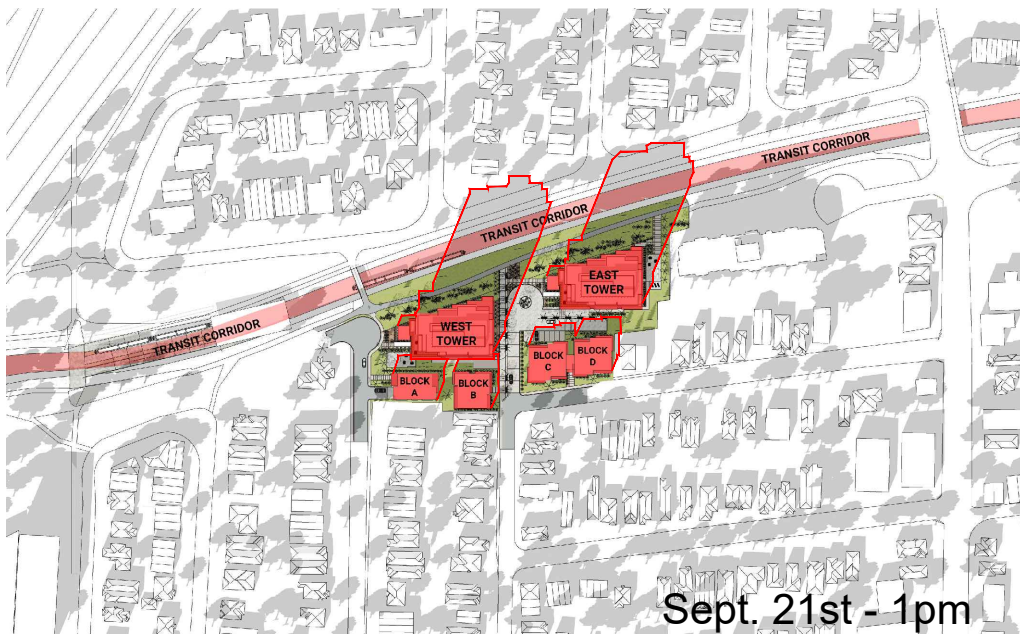 TRANSIT CORRIDOR
TRANSIT CORRIDOR
TRANSIT CORRIDOR
EAST
TOWER
WEST
TOWER
BLOCK
C
BLOCK
D
BLOCK
A
BLOCK
B
Sept. 21st - 1pm